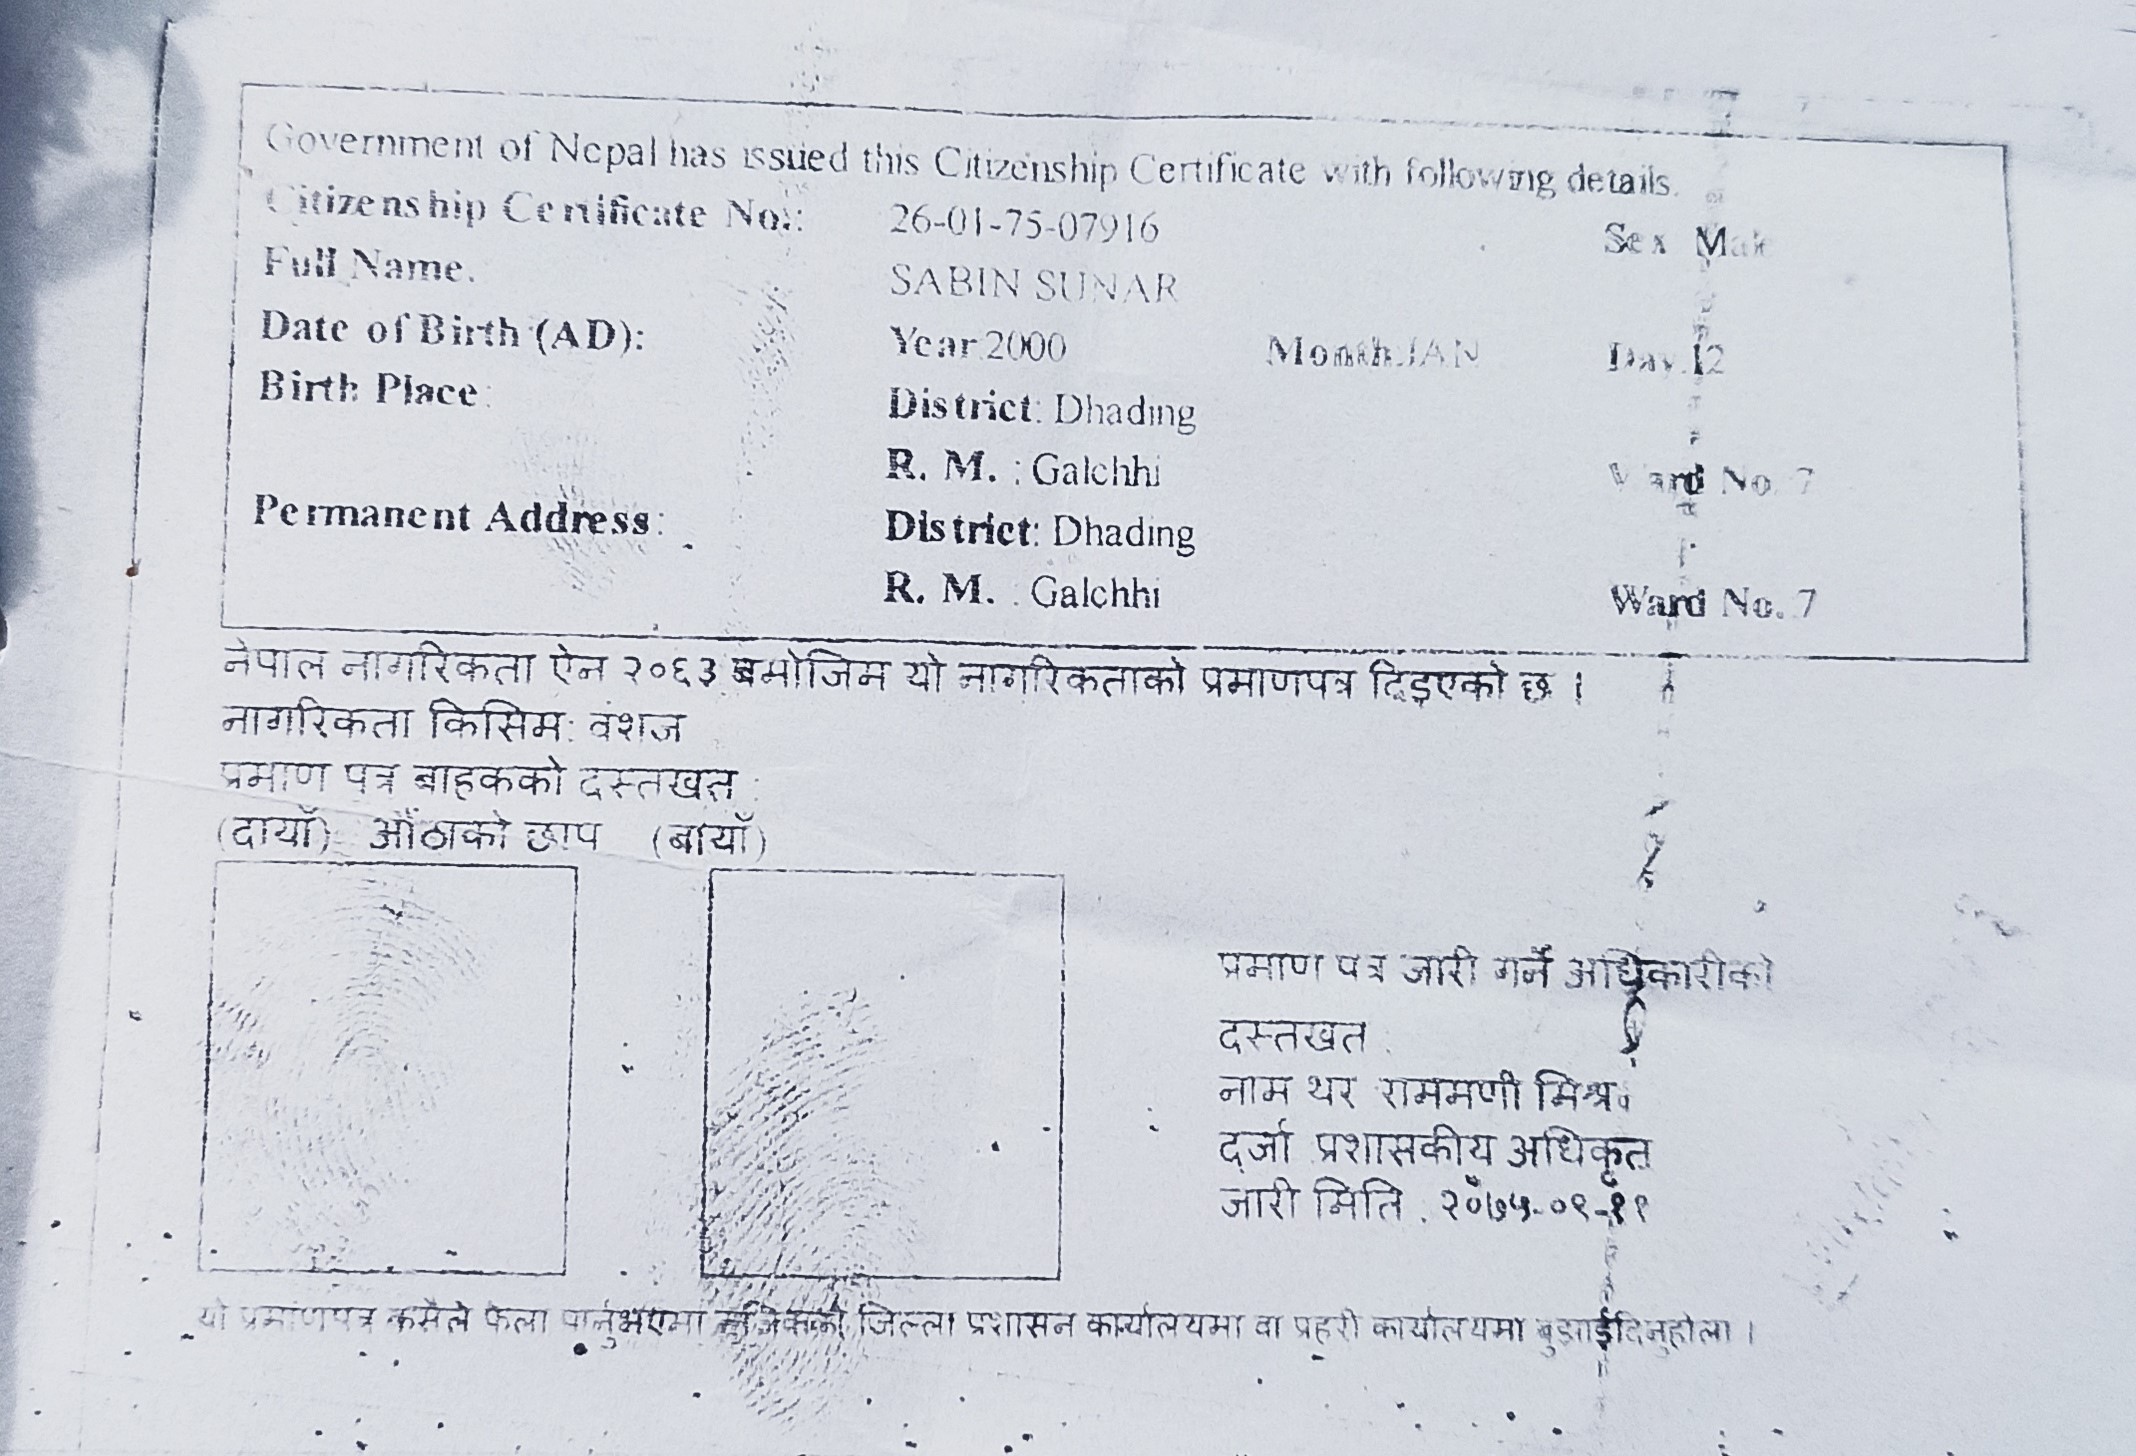 Government of Nepal has issued this Citizenship Certificate with following details.
Citizenship Certificate No.: 26-01-75-07916 Sex Male
Full Name. SABIN SUNAR
Date of Birth (AD): Year 2000 Month JAN Day 12
Birth Place: District: Dhading
R. M. : Galchhi Ward No. 7
Permanent Address: District: Dhading
R. M. : Galchhi Ward No. 7
नेपाल नागरिकता ऐन २०६३ बमोजिम यो नागरिकताको प्रमाणपत्र दिइएको छ ।
नागरिकता किसिम: वंशज
प्रमाण पत्र बाहकको दस्तखत :
(दायाँ) औंठाको छाप (बायाँ)
प्रमाण पत्र जारी गर्ने अधिकारीको
दस्तखत :
नाम थर राममणी मिश्र
दर्जा प्रशासकीय अधिकृत
जारी मिति . २०७५-०९-११
यो प्रमाणपत्र कसैले फेला पार्नुभएमा नजिकको जिल्ला प्रशासन कार्यालयमा वा प्रहरी कार्यालयमा बुझाईदिनुहोला ।